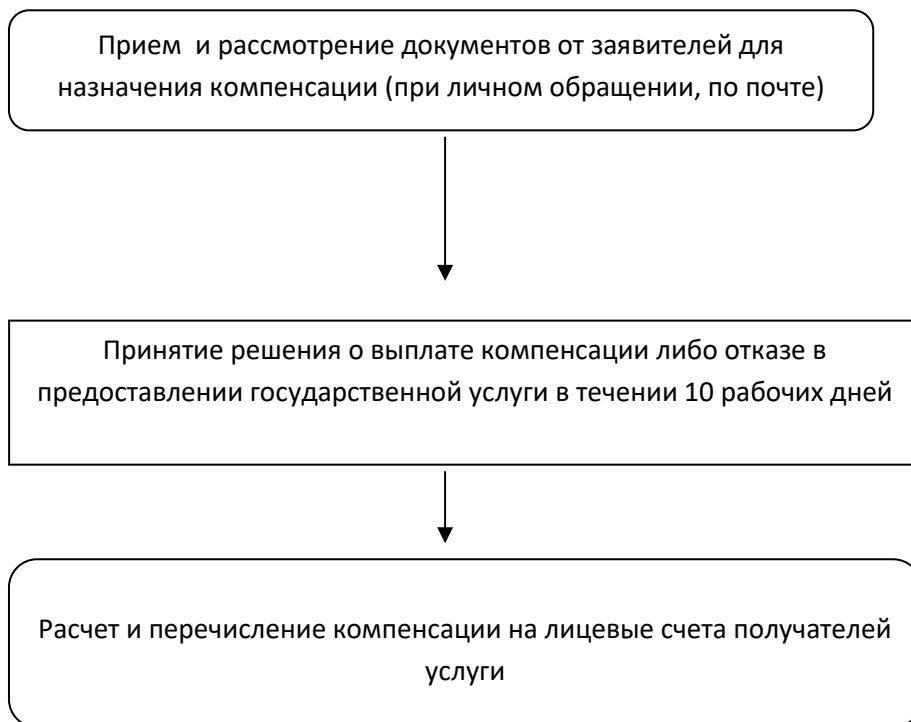 Прием и рассмотрение документов от заявителей для
назначения компенсации (при личном обращении, по почте)
Принятие решения о выплате компенсации либо отказе в
предоставлении государственной услуги в течении 10 рабочих дней
Расчет и перечисление компенсации на лицевые счета получателей
услуги